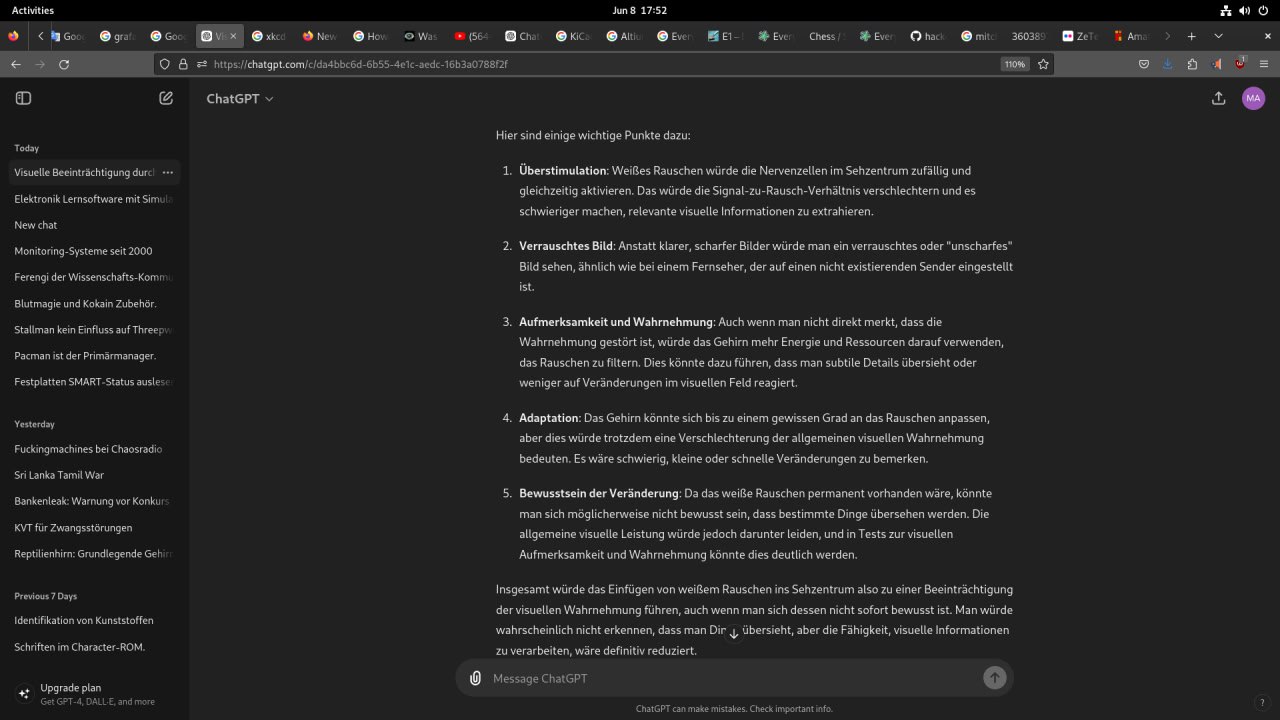 Activities
Jun 8 17:52
Goog
grafa
Goog
Vis
xkcd
New
How
Was
(564
Chat
KiCa
Altiu
Even
E1 –
Even
Chess / S
Even
hack
mitch
360389
ZeTe
Amaz
https://chatgpt.com/c/da4bbc6d-6b55-4e1c-aedc-16b3a0788f2f
110%
ChatGPT
MA
Today
Visuelle Beeinträchtigung durch
Elektronik Lernsoftware mit Simula
New chat
Monitoring-Systeme seit 2000
Ferengi der Wissenschafts-Kommu
Blutmagie und Kokain Zubehör.
Stallman kein Einfluss auf Threepw
Pacman ist der Primärmanager.
Festplatten SMART-Status auslesen
Yesterday
Fuckingmachines bei Chaosradio
Sri Lanka Tamil War
Bankenleak: Warnung vor Konkurs
KVT für Zwangsstörungen
Reptilienhirn: Grundlegende Gehirn
Previous 7 Days
Identifikation von Kunststoffen
Schriften im Character-ROM.
Upgrade plan
Get GPT-4, DALL·E, and more
Hier sind einige wichtige Punkte dazu:
1. Überstimulation: Weißes Rauschen würde die Nervenzellen im Sehzentrum zufällig und
gleichzeitig aktivieren. Das würde die Signal-zu-Rausch-Verhältnis verschlechtern und es
schwieriger machen, relevante visuelle Informationen zu extrahieren.
2. Verrauschtes Bild: Anstatt klarer, scharfer Bilder würde man ein verrauschtes oder "unscharfes"
Bild sehen, ähnlich wie bei einem Fernseher, der auf einen nicht existierenden Sender eingestellt
ist.
3. Aufmerksamkeit und Wahrnehmung: Auch wenn man nicht direkt merkt, dass die
Wahrnehmung gestört ist, würde das Gehirn mehr Energie und Ressourcen darauf verwenden,
das Rauschen zu filtern. Dies könnte dazu führen, dass man subtile Details übersieht oder
weniger auf Veränderungen im visuellen Feld reagiert.
4. Adaptation: Das Gehirn könnte sich bis zu einem gewissen Grad an das Rauschen anpassen,
aber dies würde trotzdem eine Verschlechterung der allgemeinen visuellen Wahrnehmung
bedeuten. Es wäre schwierig, kleine oder schnelle Veränderungen zu bemerken.
5. Bewusstsein der Veränderung: Da das weiße Rauschen permanent vorhanden wäre, könnte
man sich möglicherweise nicht bewusst sein, dass bestimmte Dinge übersehen werden. Die
allgemeine visuelle Leistung würde jedoch darunter leiden, und in Tests zur visuellen
Aufmerksamkeit und Wahrnehmung könnte dies deutlich werden.
Insgesamt würde das Einfügen von weißem Rauschen ins Sehzentrum also zu einer Beeinträchtigung
der visuellen Wahrnehmung führen, auch wenn man sich dessen nicht sofort bewusst ist. Man würde
wahrscheinlich nicht erkennen, dass man Din übersieht, aber die Fähigkeit, visuelle Informationen
zu verarbeiten, wäre definitiv reduziert.
Message ChatGPT
ChatGPT can make mistakes. Check important info.
?